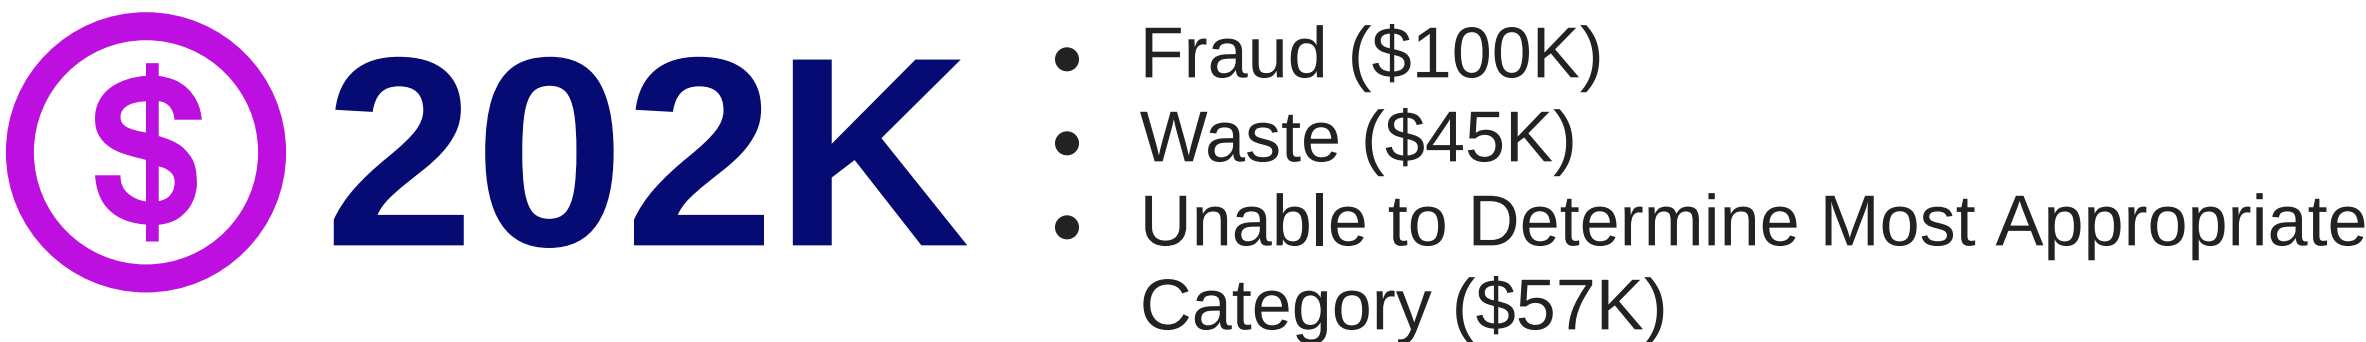 $ 202K
• Fraud ($100K)
• Waste ($45K)
• Unable to Determine Most Appropriate
Category ($57K)